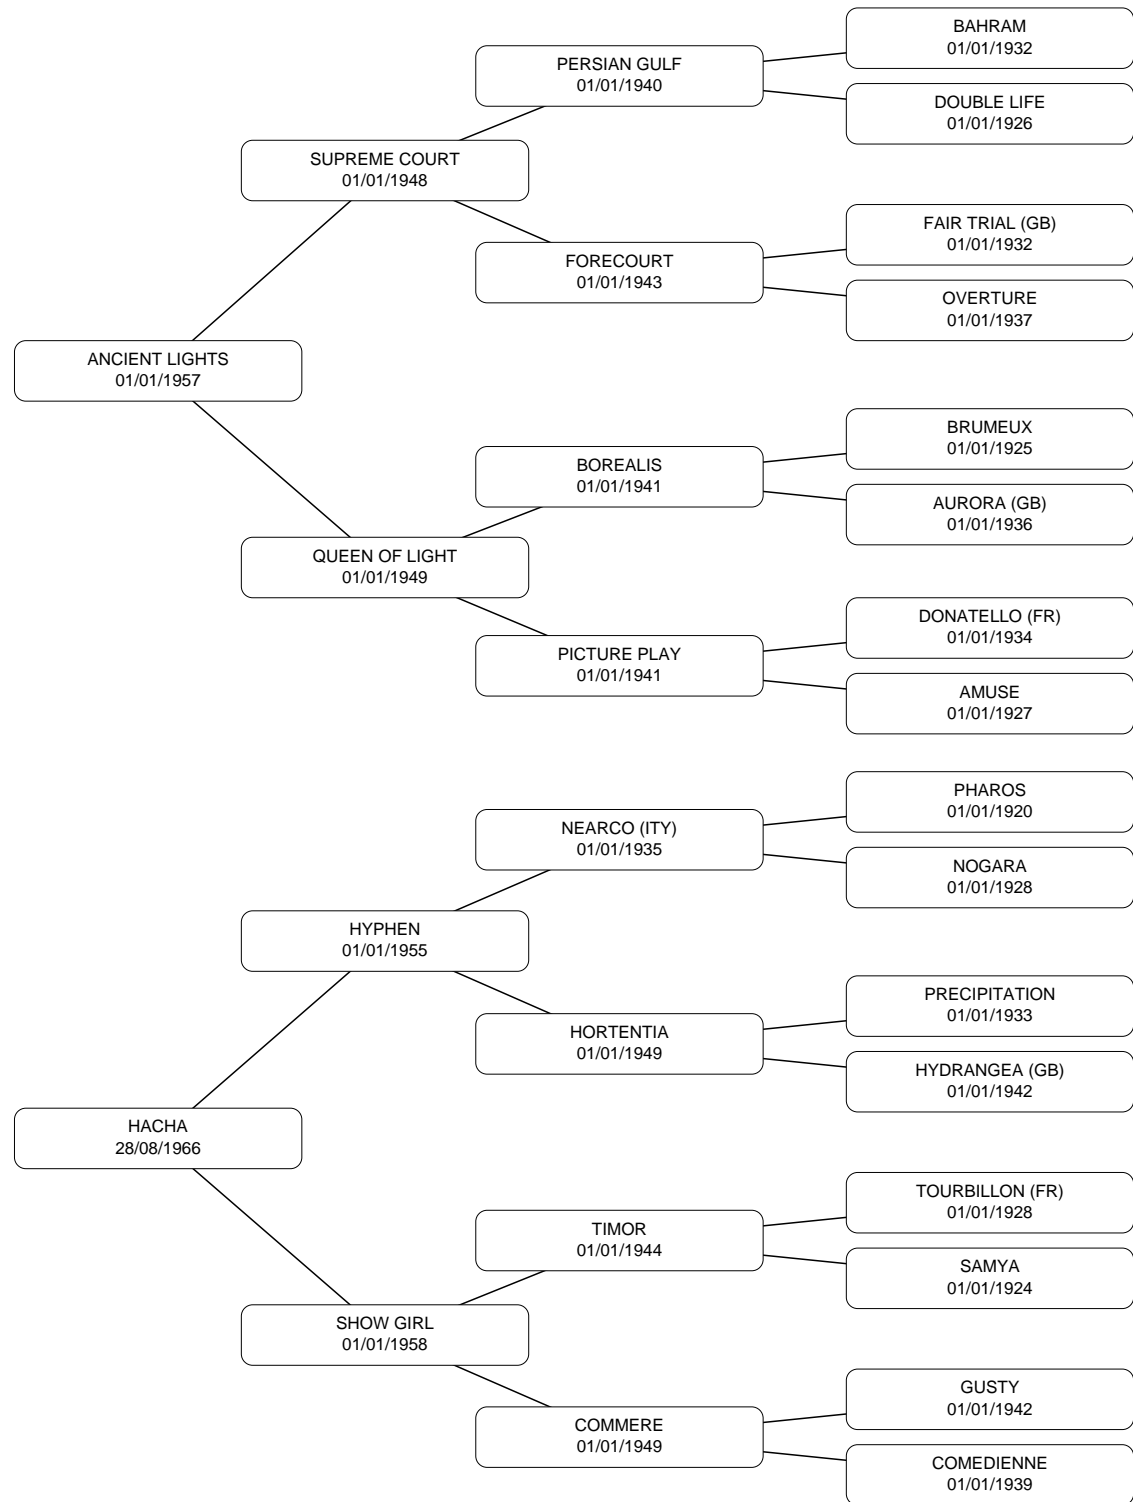 BAHRAM
01/01/1932
PERSIAN GULF
01/01/1940
DOUBLE LIFE
01/01/1926
SUPREME COURT
01/01/1948
FAIR TRIAL (GB)
01/01/1932
FORECOURT
01/01/1943
OVERTURE
01/01/1937
ANCIENT LIGHTS
01/01/1957
BRUMEUX
01/01/1925
BOREALIS
01/01/1941
AURORA (GB)
01/01/1936
QUEEN OF LIGHT
01/01/1949
DONATELLO (FR)
01/01/1934
PICTURE PLAY
01/01/1941
AMUSE
01/01/1927
PHAROS
01/01/1920
NEARCO (ITY)
01/01/1935
NOGARA
01/01/1928
HYPHEN
01/01/1955
PRECIPITATION
01/01/1933
HORTENTIA
01/01/1949
HYDRANGEA (GB)
01/01/1942
HACHA
28/08/1966
TOURBILLON (FR)
01/01/1928
TIMOR
01/01/1944
SAMYA
01/01/1924
SHOW GIRL
01/01/1958
GUSTY
01/01/1942
COMMERE
01/01/1949
COMEDIENNE
01/01/1939